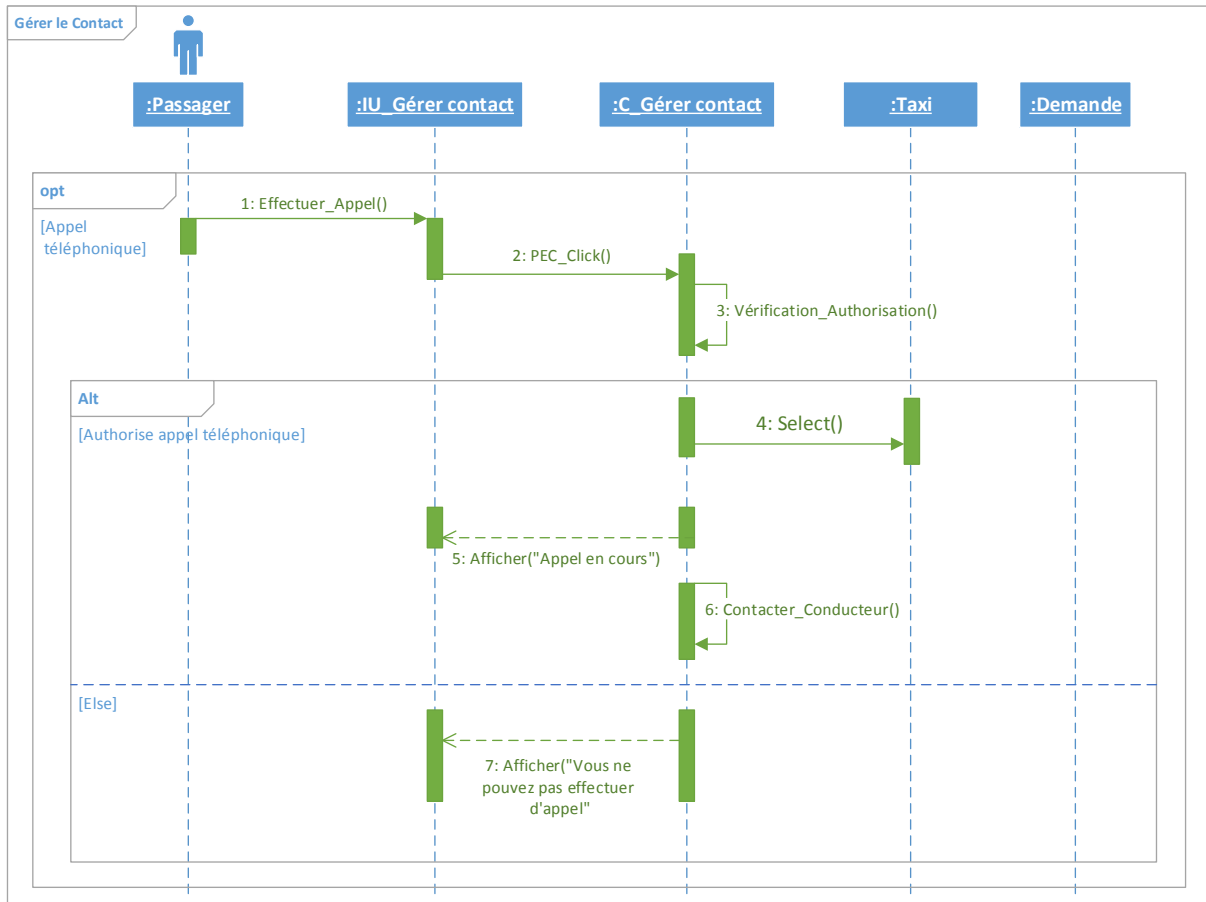 Gérer le Contact
:Passager
:IU_Gérer contact
:C_Gérer contact
:Taxi
:Demande
opt
[Appel
téléphonique]
1: Effectuer_Appel()
2: PEC_Click()
3: Vérification_Authorisation()
Alt
[Authorise appel téléphonique]
4: Select()
5: Afficher("Appel en cours")
6: Contacter_Conducteur()
[Else]
7: Afficher("Vous ne
pouvez pas effectuer
d'appel"